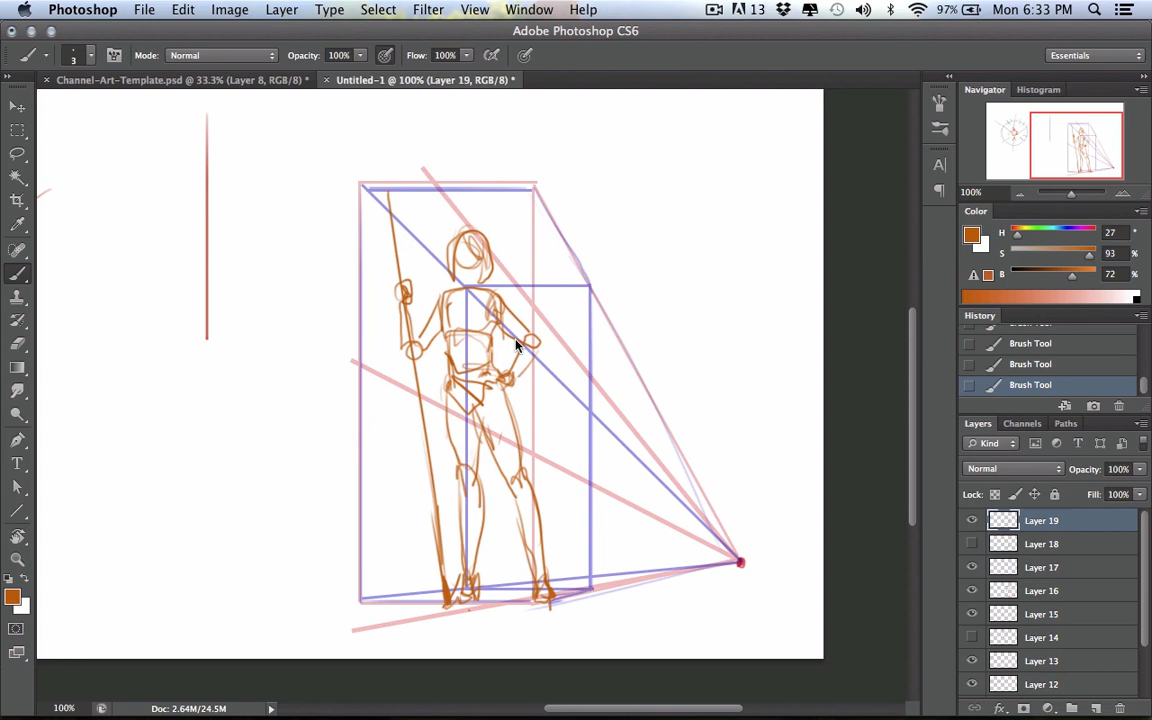 Photoshop File Edit Image Layer Type Select Filter View Window Help 13 97% Mon 6:33 PM
Adobe Photoshop CS6
3 Mode: Normal Opacity: 100% Flow: 100% Essentials
× Channel-Art-Template.psd @ 33.3% (Layer 8, RGB/8) * × Untitled-1 @ 100% (Layer 19, RGB/8) *
Navigator Histogram
100%
Color
H 27 °
S 93 %
B 72 %
History
Brush Tool
Brush Tool
Brush Tool
Layers Channels Paths
Kind
Normal Opacity: 100%
Lock: Fill: 100%
Layer 19
Layer 18
Layer 17
Layer 16
Layer 15
Layer 14
Layer 13
Layer 12
100% Doc: 2.64M/24.5M